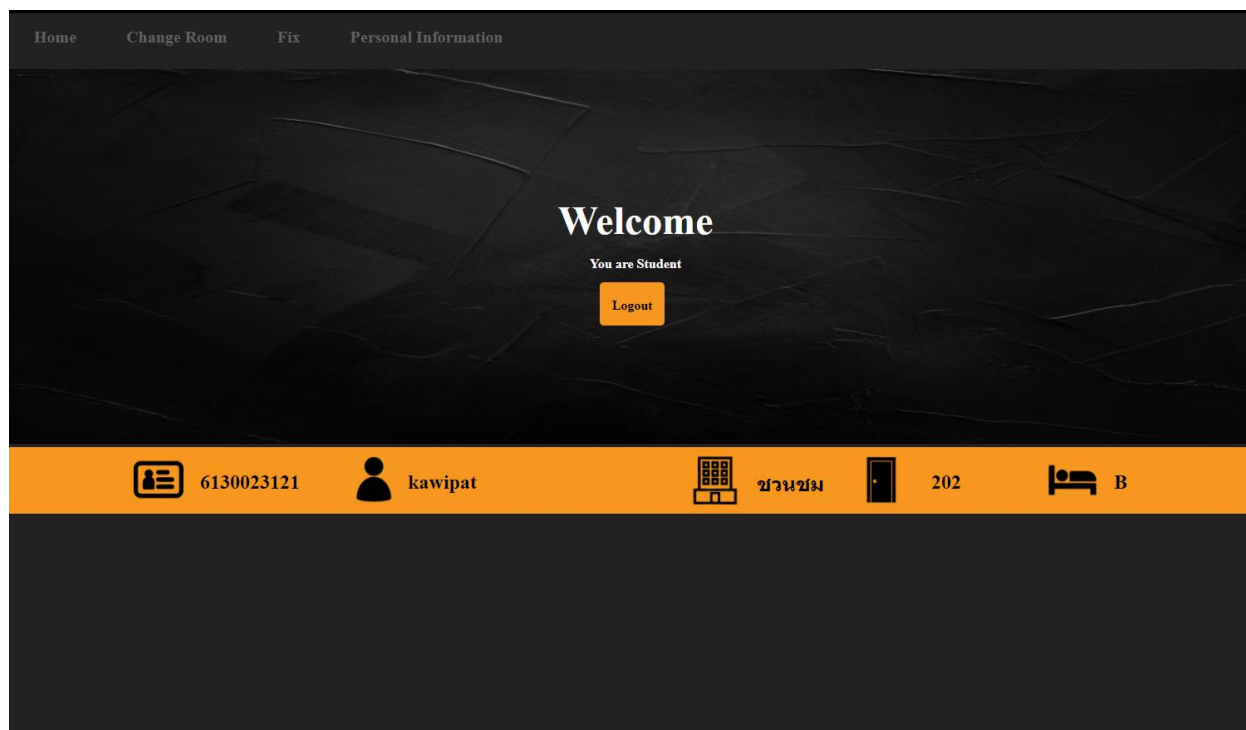 Home Change Room Fix Personal Information
Welcome
You are Student
Logout
6130023121 kawipat ชวนชม 202 B